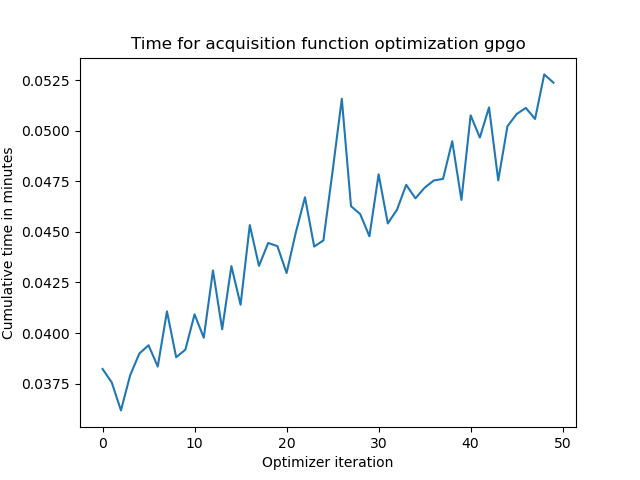 Time for acquisition function optimization gpgo
Cumulative time in minutes
0.0525
0.0500
0.0475
0.0450
0.0425
0.0400
0.0375
0 10 20 30 40 50
Optimizer iteration